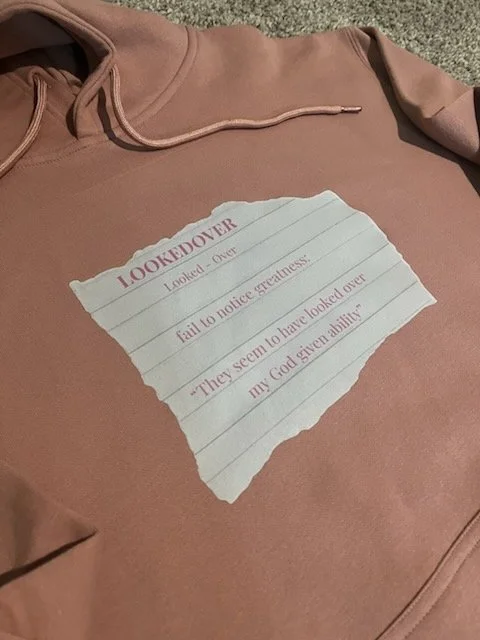 LOOKEDOVER
Looked - Over
fail to notice greatness:
"They seem to have looked over
my God given ability"